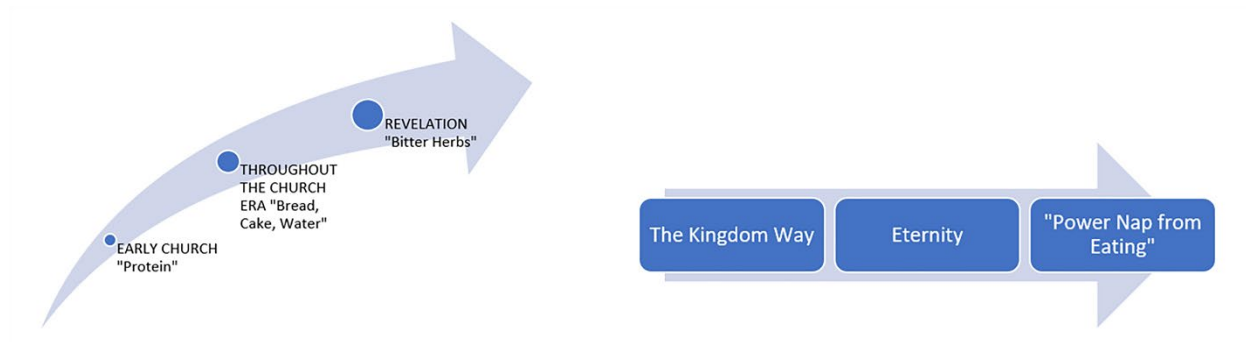 REVELATION
"Bitter Herbs"
THROUGHOUT
THE CHURCH
ERA "Bread,
Cake, Water"
EARLY CHURCH
"Protein"
The Kingdom Way
Eternity
"Power Nap from
Eating"